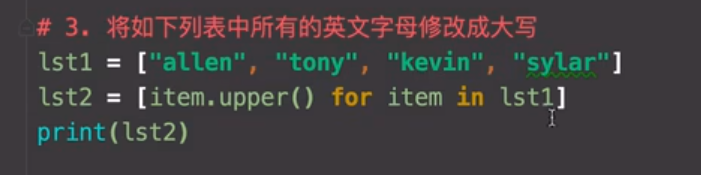 # 3. 将如下列表中所有的英文字母修改成大写
lst1 = ["allen", "tony", "kevin", "sylar"]
lst2 = [item.upper() for item in lst1]
print(lst2)